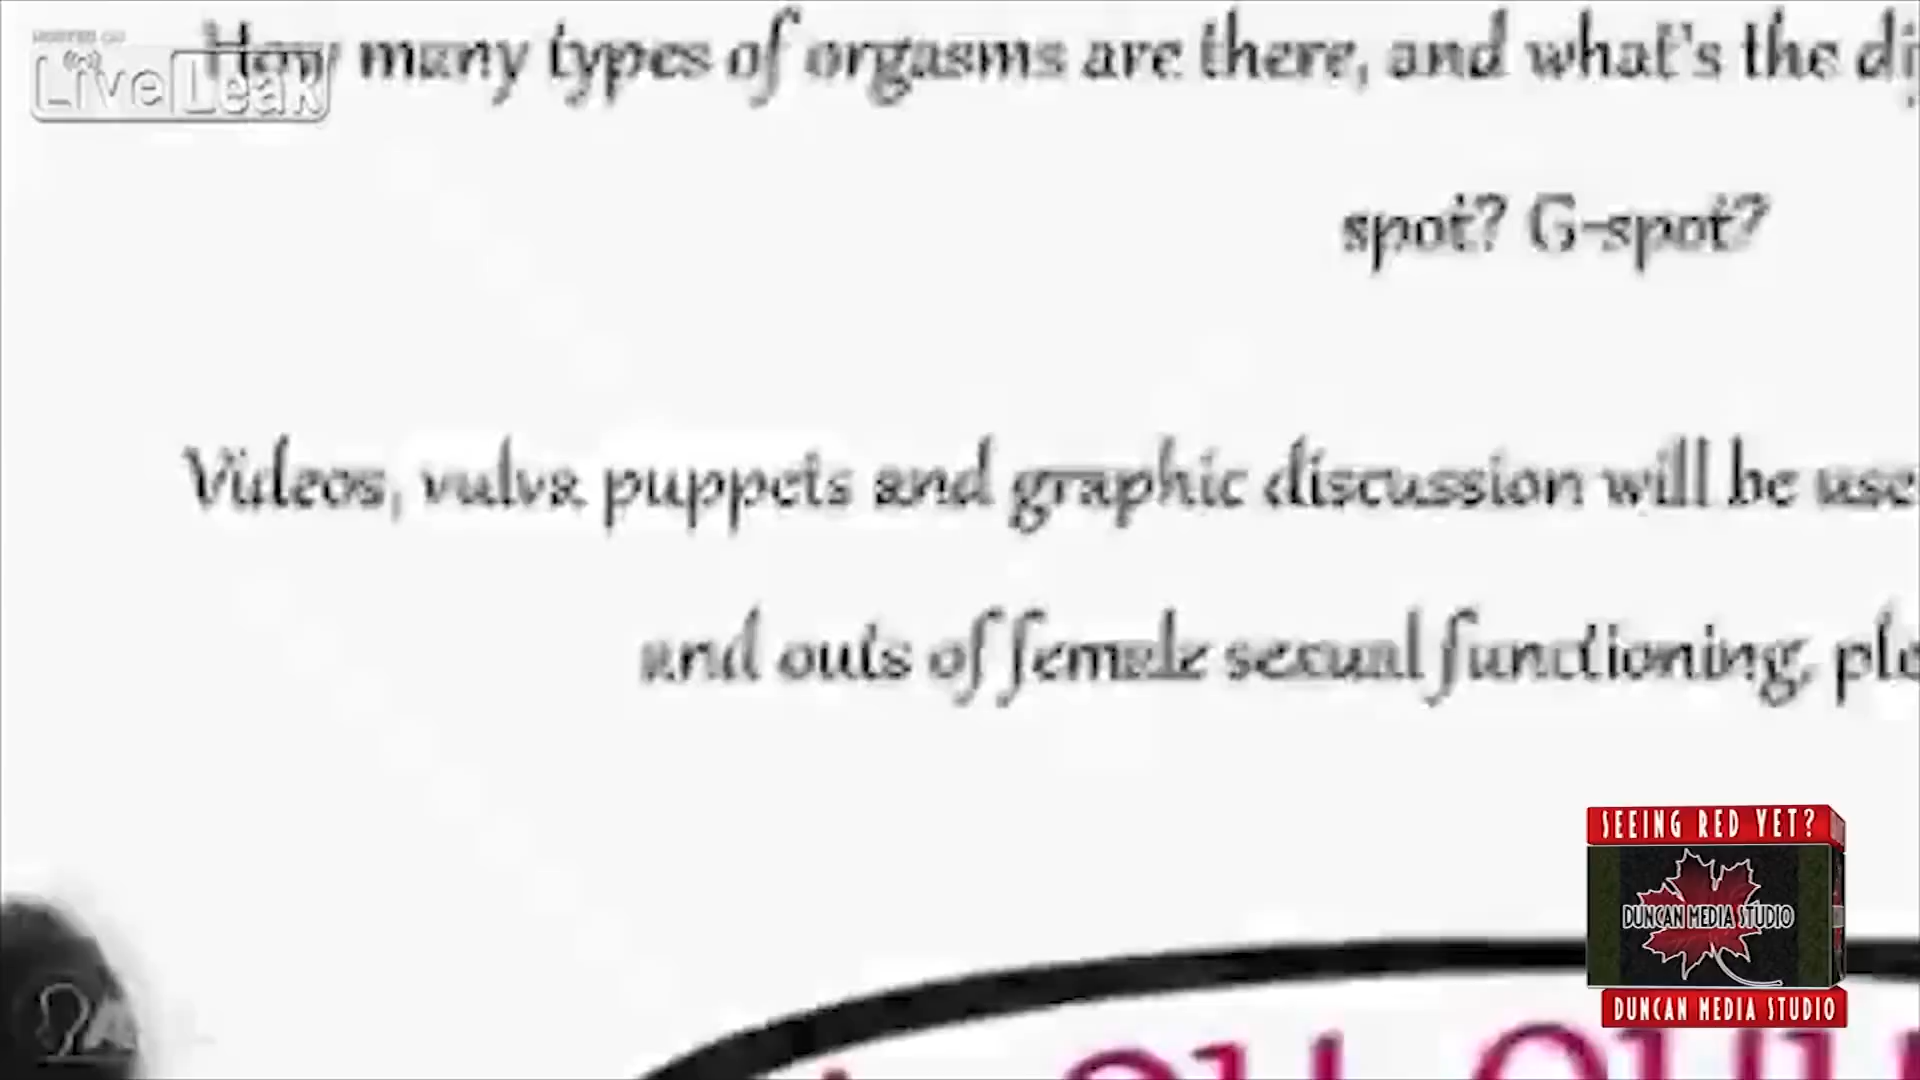 HOSTED ON
LiveLeak
How many types of orgasms are there, and what's the
spot? G-spot?
Videos, vulva puppets and graphic discussion will be use
and outs of female sexual functioning, ple
SEEING RED YET?
DUNCAN MEDIA STUDIO
DUNCAN MEDIA STUDIO